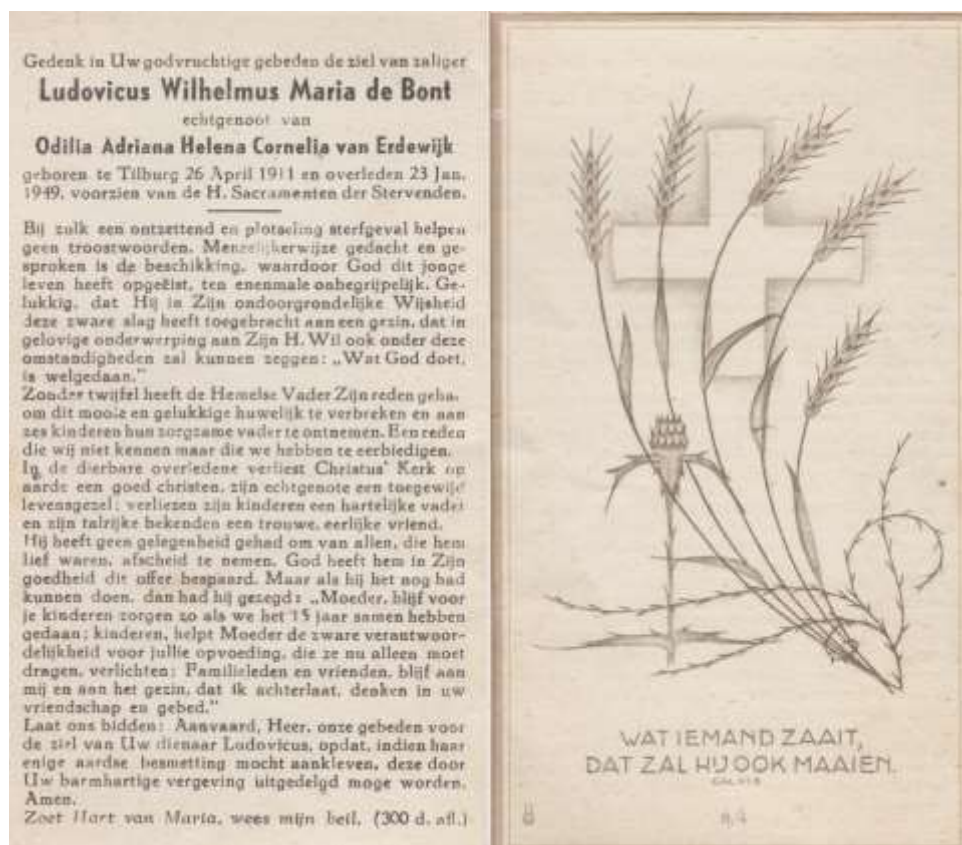 Gedenk in Uw godvruchtige gebeden de ziel van zaliger
Ludovicus Wilhelmus Maria de Bont
echtgenoot van
Odilia Adriana Helena Cornelia van Erdewijk
geboren te Tilburg 26 April 1911 en overleden 23 Jan.
1949, voorzien van de H. Sacramenten der Stervenden.
Bij zulk een ontzettend en plotseling sterfgeval helpen
geen troostwoorden. Menselijkerwijze gedacht en ge-
sproken is de beschikking, waardoor God dit jonge
leven heeft opgeëist, ten enenmale onbegrijpelijk. Ge-
lukkig, dat Hij in Zijn ondoorgrondelijke Wijsheid
deze zware slag heeft toegebracht aan een gezin, dat in
gelovige onderwerping aan Zijn H. Wil ook onder deze
omstandigheden zal kunnen zeggen: „Wat God doet,
is welgedaan."
Zonder twijfel heeft de Hemelse Vader Zijn reden geha.
om dit mooie en gelukkige huwelijk te verbreken en aan
zes kinderen hun zorgzame vader te ontnemen. Een reden
die wij niet kennen maar die we hebben te eerbiedigen.
In de dierbare overledene verliest Christus' Kerk op
aarde een goed christen, zijn echtgenote een toegewijd
levensgezel; verliezen zijn kinderen een hartelijke vader
en zijn talrijke bekenden een trouwe, eerlijke vriend.
Hij heeft geen gelegenheid gehad om van allen, die hem
lief waren, afscheid te nemen. God heeft hem in Zijn
goedheid dit offer bespaard. Maar als hij het nog had
kunnen doen, dan had hij gezegd: „Moeder, blijf voor
je kinderen zorgen zo als we het 15 jaar samen hebben
gedaan; kinderen, helpt Moeder de zware verantwoor-
delijkheid voor jullie opvoeding, die ze nu alleen moet
dragen, verlichten; Familieleden en vrienden, blijf aan
mij en aan het gezin, dat ik achterlaat, denken in uw
vriendschap en gebed."
Laat ons bidden: Aanvaard, Heer, onze gebeden voor
de ziel van Uw dienaar Ludovicus, opdat, indien haar
enige aardse besmetting mocht aankleven, deze door
Uw barmhartige vergeving uitgedelgd moge worden.
Amen.
Zoet Hart van Maria, wees mijn heil. (300 d. afl.)
WAT IEMAND ZAAIT,
DAT ZAL HIJ OOK MAAIEN.
GAL. VI 8